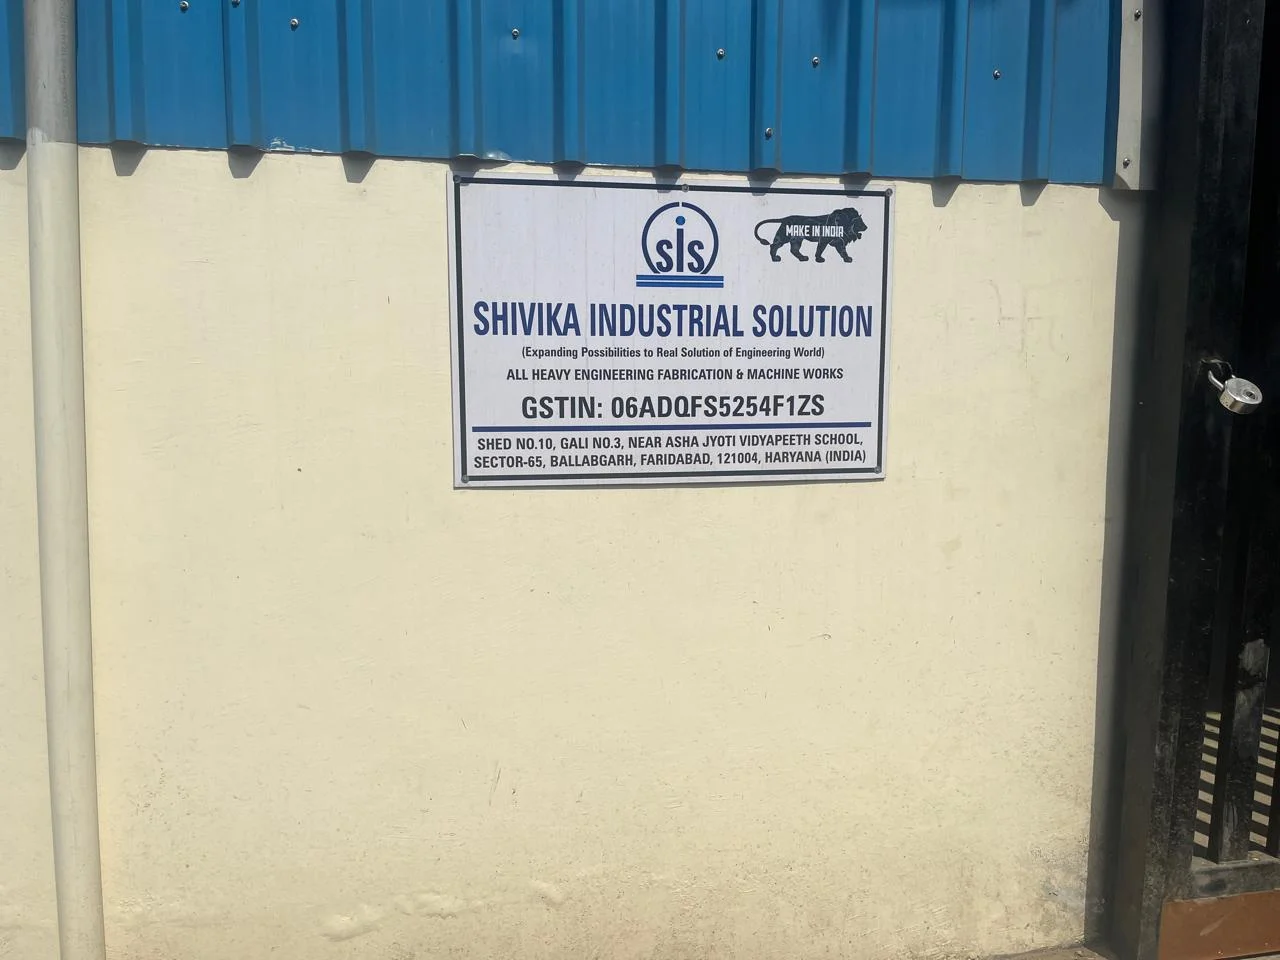 sis
MAKE IN INDIA
SHIVIKA INDUSTRIAL SOLUTION
(Expanding Possibilities to Real Solution of Engineering World)
ALL HEAVY ENGINEERING FABRICATION & MACHINE WORKS
GSTIN: 06ADQFS5254F1ZS
SHED NO.10, GALI NO.3, NEAR ASHA JYOTI VIDYAPEETH SCHOOL,
SECTOR-65, BALLABGARH, FARIDABAD, 121004, HARYANA (INDIA)